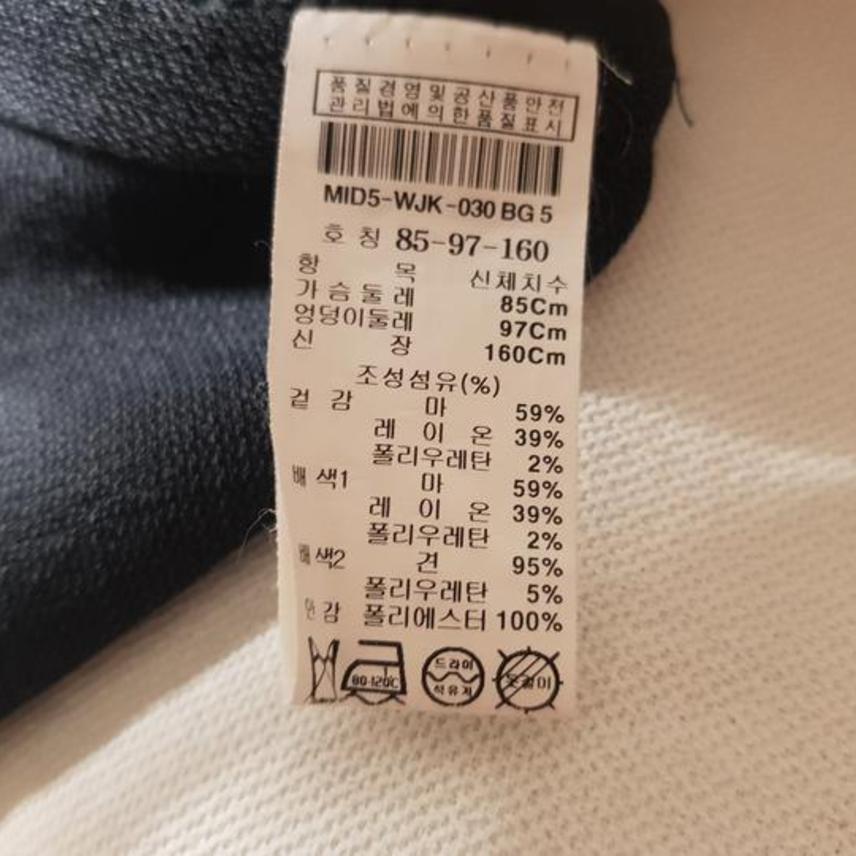 품질경영및공산품안전
관리법에의한품질표시
MID5-WJK-030 BG 5
호칭 85-97-160
항 목 신체치수
가슴둘레 85Cm
엉덩이둘레 97Cm
신 장 160Cm
조성섬유(%)
겉 감 마 59%
레 이 온 39%
폴리우레탄 2%
배 색1 마 59%
레 이 온 39%
폴리우레탄 2%
배 색2 견 95%
폴리우레탄 5%
안 감 폴리에스터 100%
80-120℃
드라이
석유계
물세탁